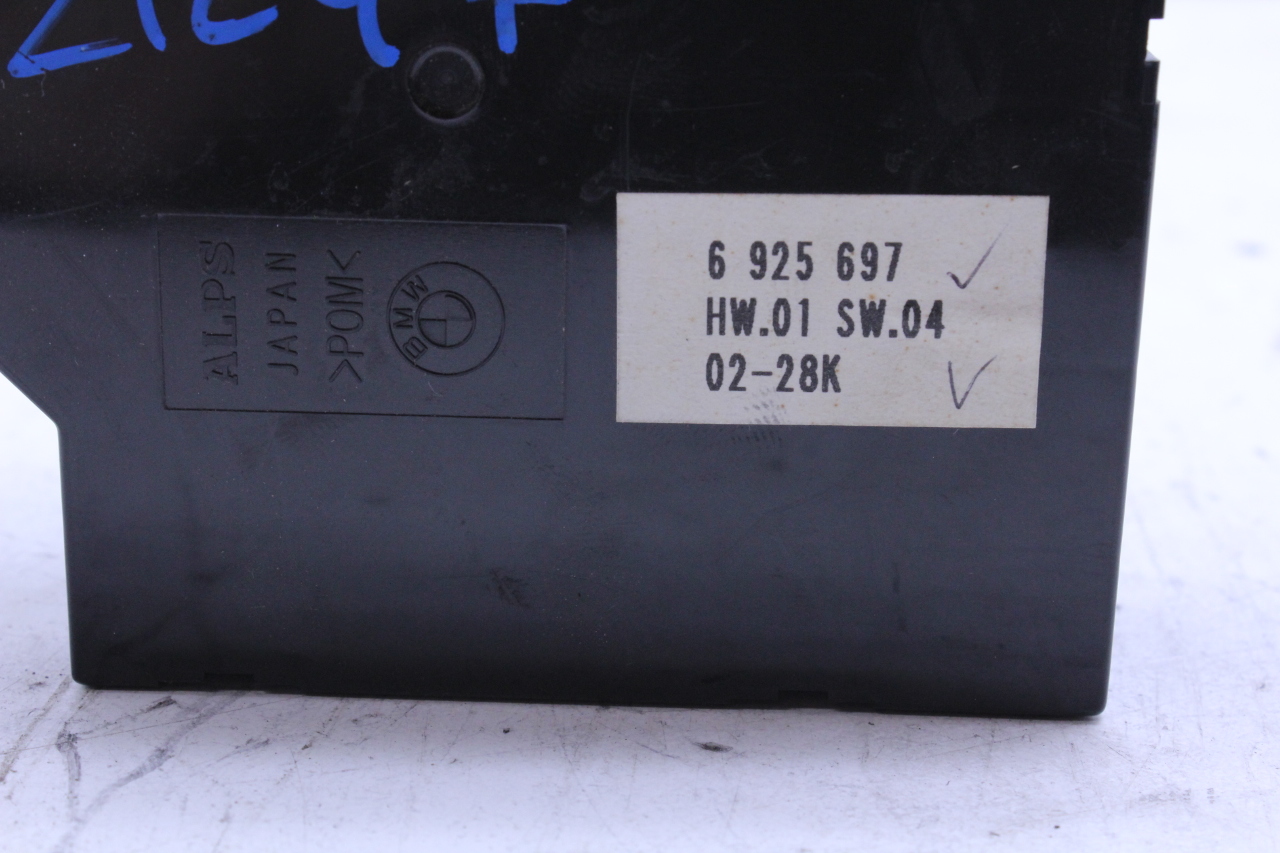 ALPS
JAPAN
>POM<
BMW
6 925 697
HW.01 SW.04
02-28K